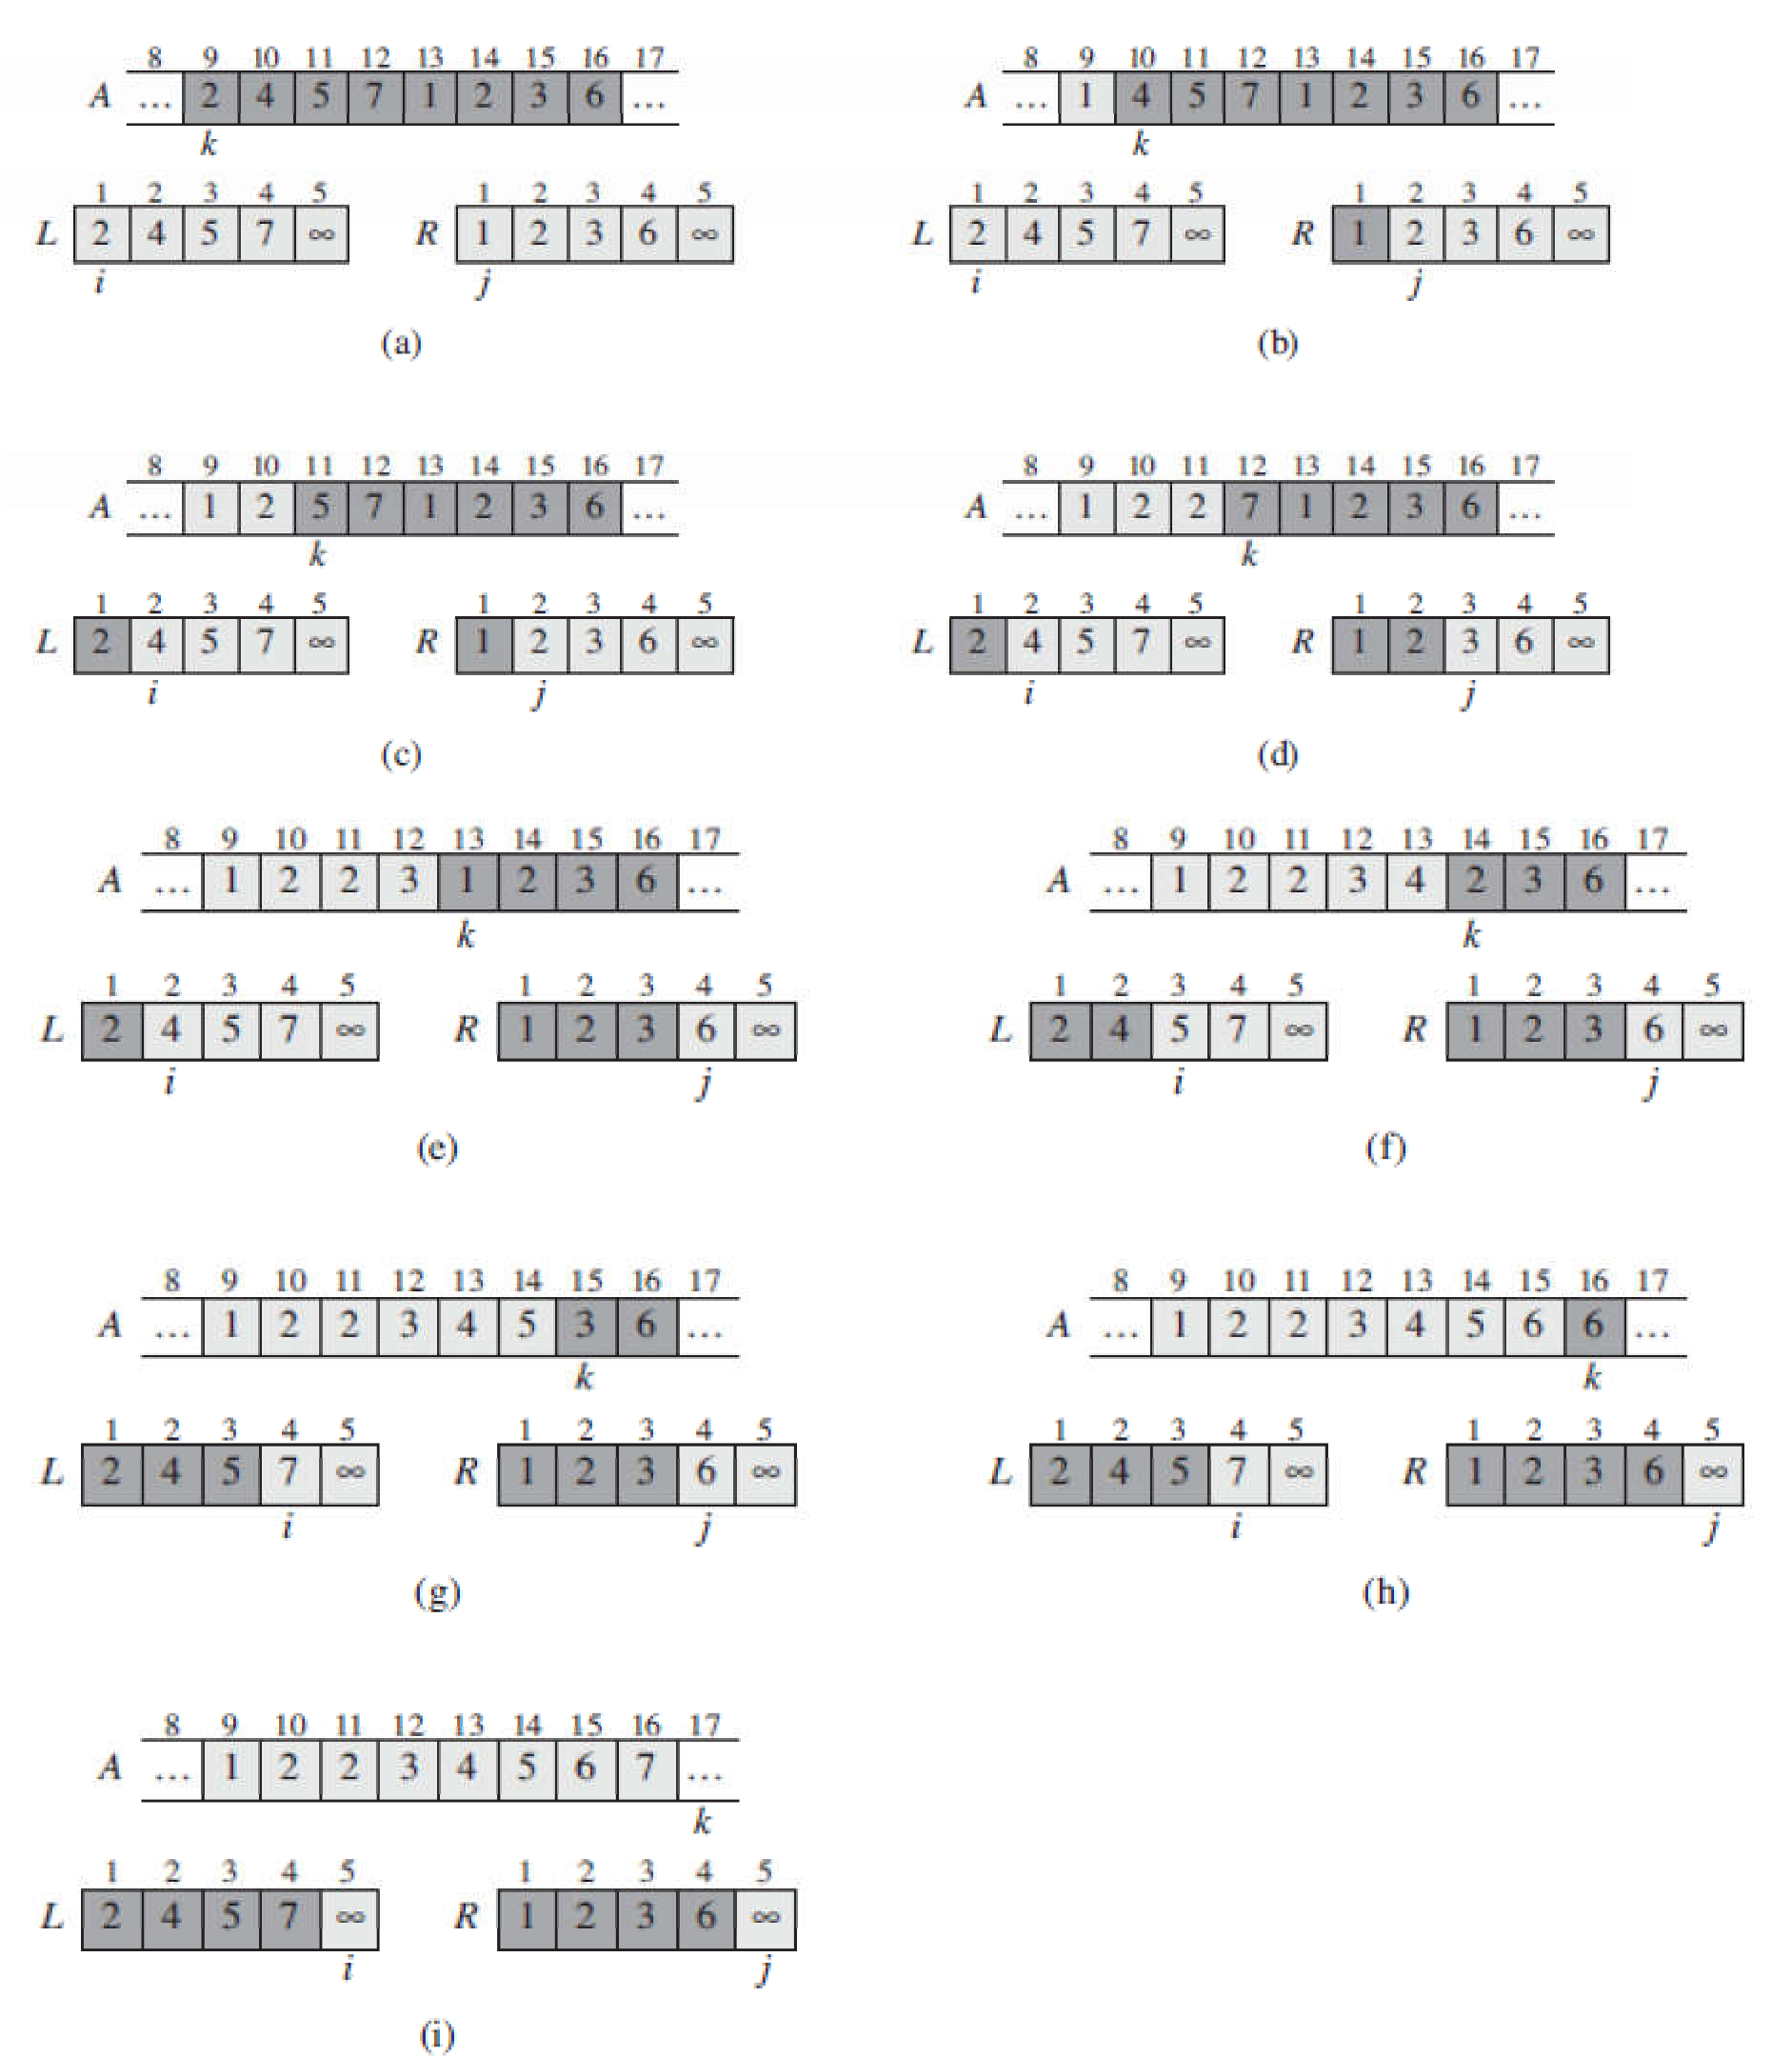 8 9 10 11 12 13 14 15 16 17
A … 2 4 5 7 1 2 3 6 …
k
1 2 3 4 5 1 2 3 4 5
L 2 4 5 7 ∞ R 1 2 3 6 ∞
i j
(a)
8 9 10 11 12 13 14 15 16 17
A … 1 4 5 7 1 2 3 6 …
k
1 2 3 4 5 1 2 3 4 5
L 2 4 5 7 ∞ R 1 2 3 6 ∞
i j
(b)
8 9 10 11 12 13 14 15 16 17
A … 1 2 5 7 1 2 3 6 …
k
1 2 3 4 5 1 2 3 4 5
L 2 4 5 7 ∞ R 1 2 3 6 ∞
i j
(c)
8 9 10 11 12 13 14 15 16 17
A … 1 2 2 7 1 2 3 6 …
k
1 2 3 4 5 1 2 3 4 5
L 2 4 5 7 ∞ R 1 2 3 6 ∞
i j
(d)
8 9 10 11 12 13 14 15 16 17
A … 1 2 2 3 1 2 3 6 …
k
1 2 3 4 5 1 2 3 4 5
L 2 4 5 7 ∞ R 1 2 3 6 ∞
i j
(e)
8 9 10 11 12 13 14 15 16 17
A … 1 2 2 3 4 2 3 6 …
k
1 2 3 4 5 1 2 3 4 5
L 2 4 5 7 ∞ R 1 2 3 6 ∞
i j
(f)
8 9 10 11 12 13 14 15 16 17
A … 1 2 2 3 4 5 3 6 …
k
1 2 3 4 5 1 2 3 4 5
L 2 4 5 7 ∞ R 1 2 3 6 ∞
i j
(g)
8 9 10 11 12 13 14 15 16 17
A … 1 2 2 3 4 5 6 6 …
k
1 2 3 4 5 1 2 3 4 5
L 2 4 5 7 ∞ R 1 2 3 6 ∞
i j
(h)
8 9 10 11 12 13 14 15 16 17
A … 1 2 2 3 4 5 6 7 …
k
1 2 3 4 5 1 2 3 4 5
L 2 4 5 7 ∞ R 1 2 3 6 ∞
i j
(i)